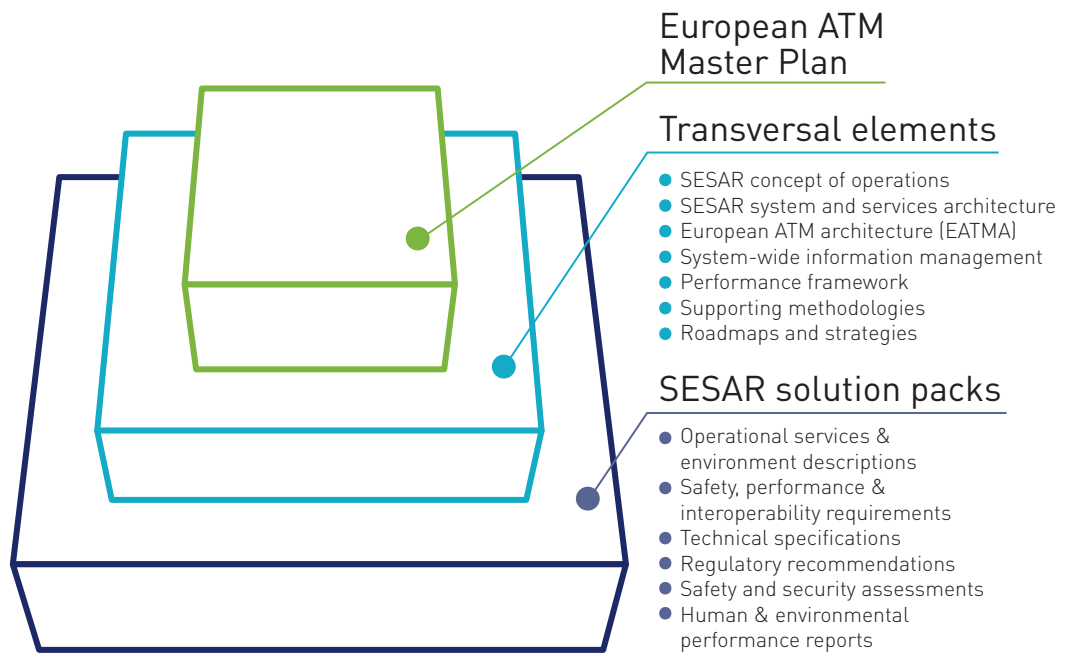 European ATM
Master Plan
Transversal elements
SESAR concept of operations
SESAR system and services architecture
European ATM architecture (EATMA)
System-wide information management
Performance framework
Supporting methodologies
Roadmaps and strategies
SESAR solution packs
Operational services &
environment descriptions
Safety, performance &
interoperability requirements
Technical specifications
Regulatory recommendations
Safety and security assessments
Human & environmental
performance reports